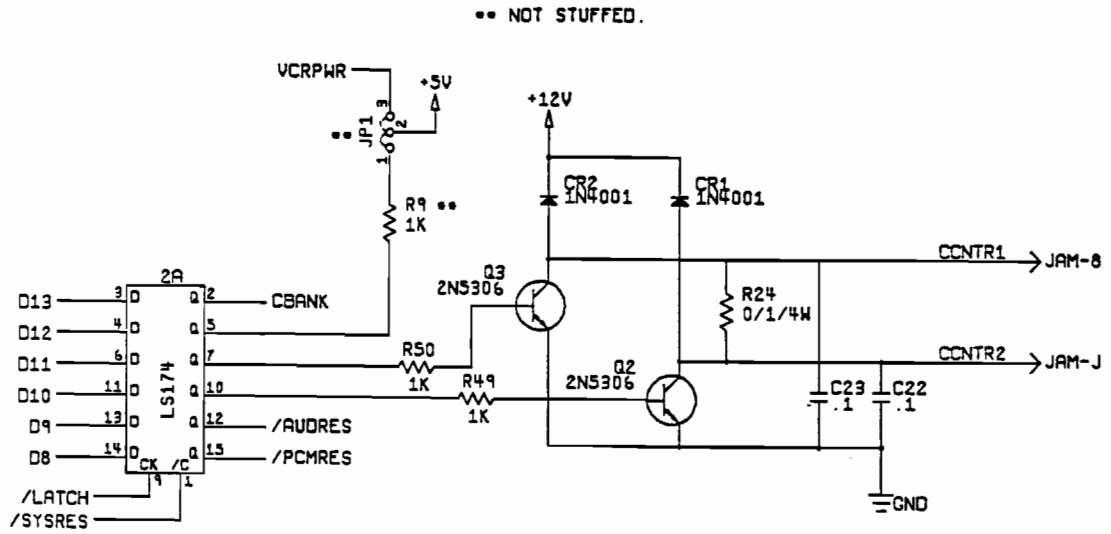 ** NOT STUFFED.
VCRPWR
+5V
3
2
** JP1
1
+12V
R9 **
1K
CR2
1N4001
CR1
1N4001
CCNTR1
JAM-8
Q3
2N5306
R24
0/1/4W
2A
D13
3
D
Q
2
CBANK
D12
4
D
Q
5
D11
6
D
Q
7
R50
1K
CCNTR2
JAM-J
D10
11
D
Q
10
R49
1K
Q2
2N5306
LS174
C23
.1
C22
.1
D9
13
D
Q
12
/AUDRES
D8
14
D
Q
15
/PCMRES
CK
/C
9
1
/LATCH
/SYSRES
GND